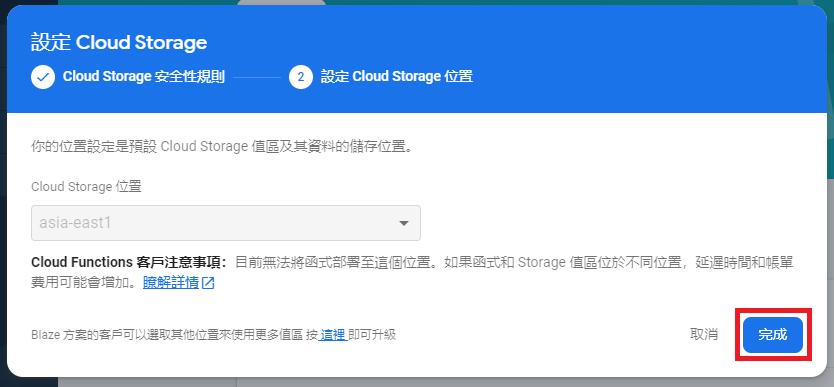 設定 Cloud Storage
Cloud Storage 安全性規則
2 設定 Cloud Storage 位置
你的位置設定是預設 Cloud Storage 值區及其資料的儲存位置。
Cloud Storage 位置
asia-east1
Cloud Functions 客戶注意事項：目前無法將函式部署至這個位置。如果函式和 Storage 值區位於不同位置，延遲時間和帳單
費用可能會增加。瞭解詳情
Blaze 方案的客戶可以選取其他位置來使用更多值區 按 這裡 即可升級
取消
完成